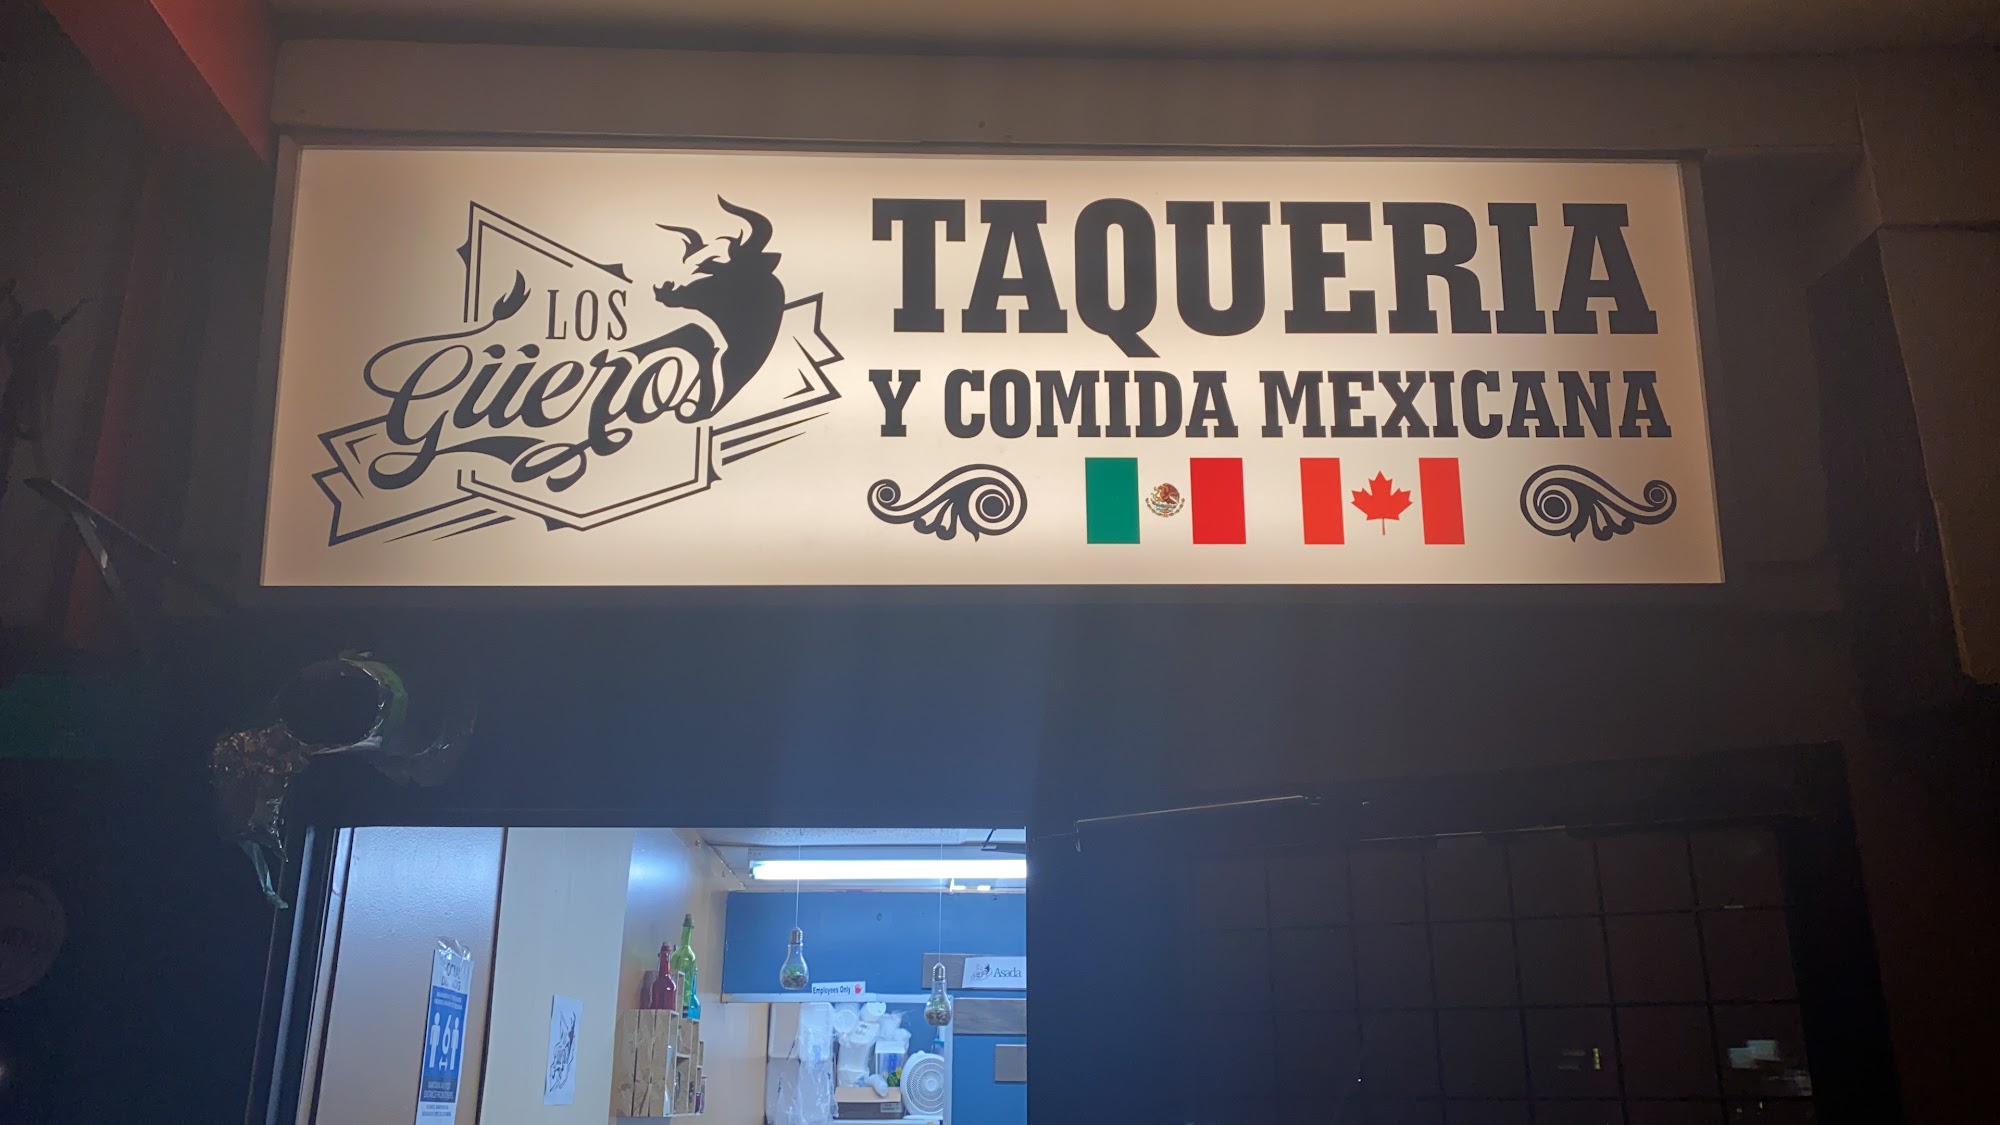 LOS
Güeros
TAQUERIA
Y COMIDA MEXICANA
Employees Only
Asada